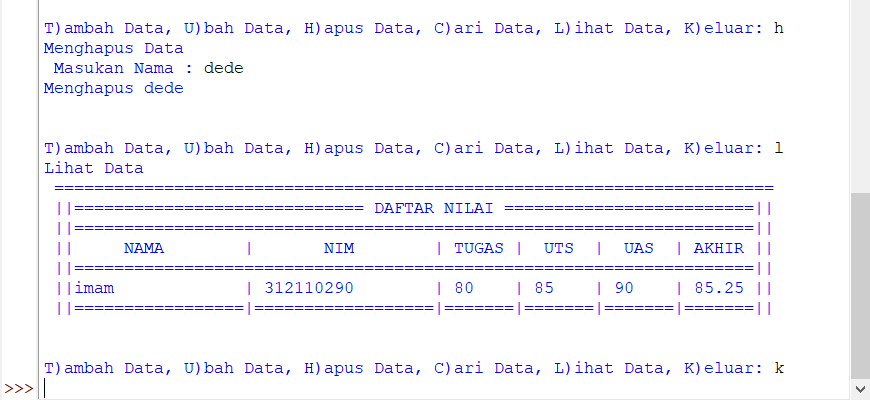 T)ambah Data, U)bah Data, H)apus Data, C)ari Data, L)ihat Data, K)eluar: h
Menghapus Data
 Masukan Nama : dede
Menghapus dede
T)ambah Data, U)bah Data, H)apus Data, C)ari Data, L)ihat Data, K)eluar: l
Lihat Data
 ========================================================================
 ||============================= DAFTAR NILAI =========================||
 ||====================================================================||
 ||     NAMA        |       NIM        | TUGAS |  UTS  |  UAS  | AKHIR ||
 ||====================================================================||
 ||imam             | 312110290        | 80    | 85    | 90    | 85.25 ||
 ||=================|==================|=======|=======|=======|=======||
T)ambah Data, U)bah Data, H)apus Data, C)ari Data, L)ihat Data, K)eluar: k
>>>